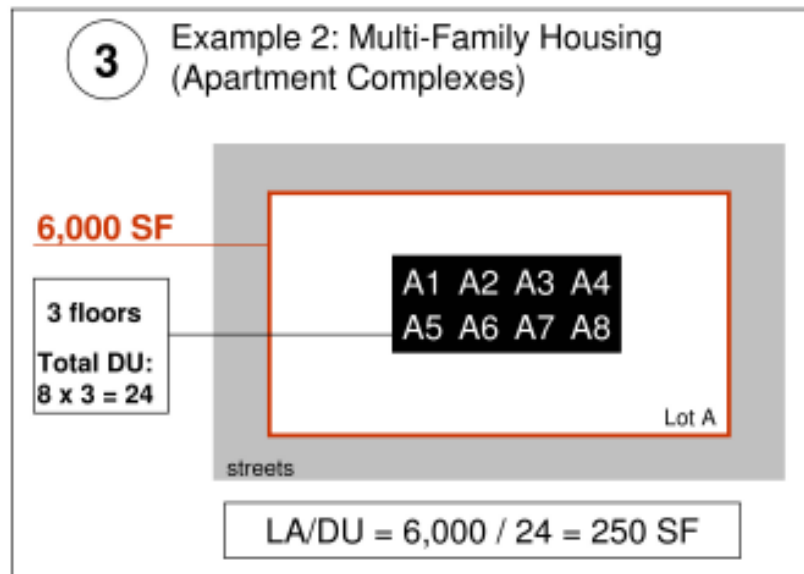 3
Example 2: Multi-Family Housing
(Apartment Complexes)
6,000 SF
3 floors
Total DU:
8 x 3 = 24
A1 A2 A3 A4
A5 A6 A7 A8
Lot A
streets
LA/DU = 6,000 / 24 = 250 SF